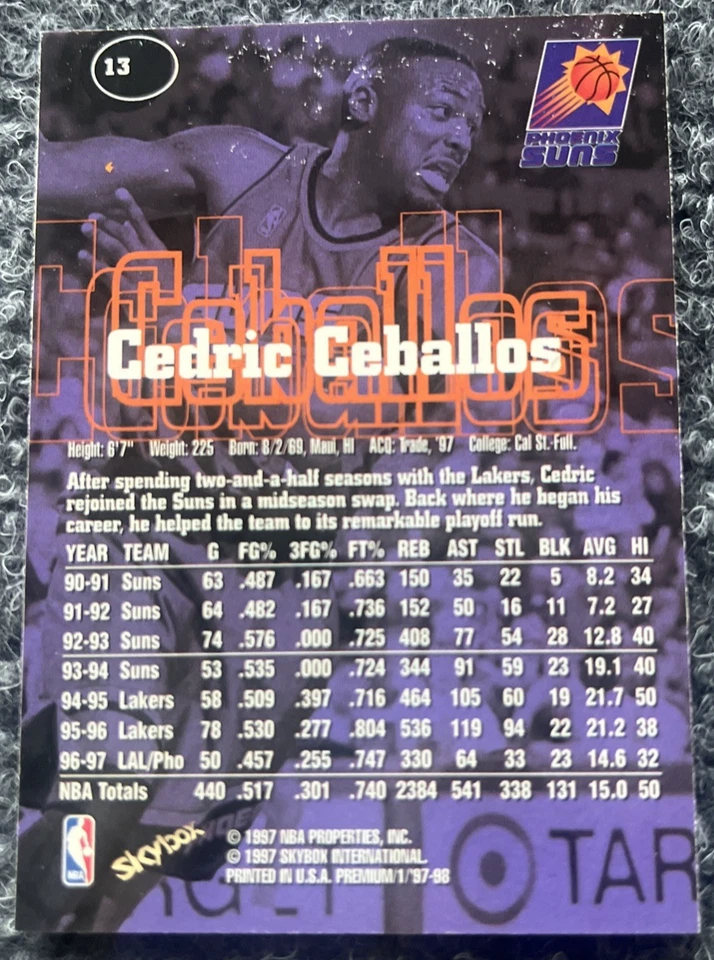 13
PHOENIX
SUNS
Ceballos
Cedric Ceballos
Height: 6'7" Weight: 225 Born: 8/2/69, Maui, HI ACQ: Trade, '97 College: Cal St.-Full.
After spending two-and-a-half seasons with the Lakers, Cedric
rejoined the Suns in a midseason swap. Back where he began his
career, he helped the team to its remarkable playoff run.
YEAR TEAM G FG% 3FG% FT% REB AST STL BLK AVG HI
90-91 Suns 63 .487 .167 .663 150 35 22 5 8.2 34
91-92 Suns 64 .482 .167 .736 152 50 16 11 7.2 27
92-93 Suns 74 .576 .000 .725 408 77 54 28 12.8 40
93-94 Suns 53 .535 .000 .724 344 91 59 23 19.1 40
94-95 Lakers 58 .509 .397 .716 464 105 60 19 21.7 50
95-96 Lakers 78 .530 .277 .804 536 119 94 22 21.2 38
96-97 LAL/Pho 50 .457 .255 .747 330 64 33 23 14.6 32
NBA Totals 440 .517 .301 .740 2384 541 338 131 15.0 50
NBA
SkyBox
© 1997 NBA PROPERTIES, INC.
© 1997 SKYBOX INTERNATIONAL.
PRINTED IN U.S.A. PREMIUM/1/'97-98
TAR